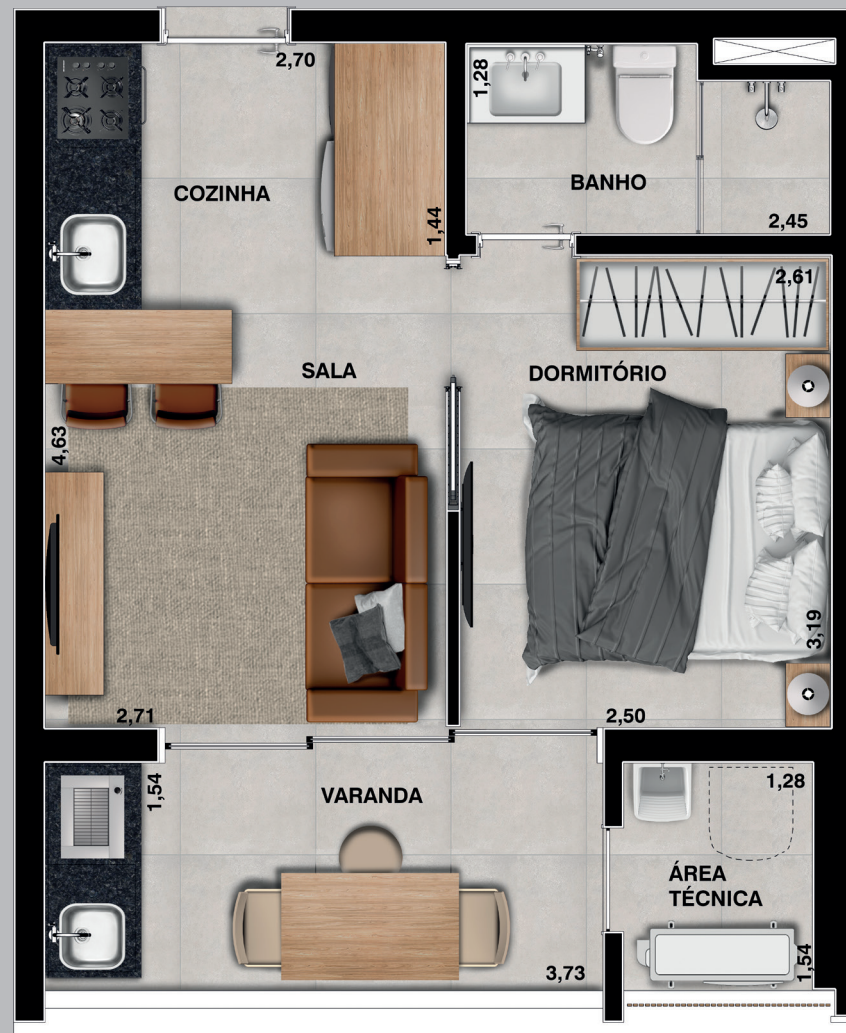 2,70
1,28
COZINHA
BANHO
1,44
2,45
2,61
SALA
DORMITÓRIO
4,63
3,19
2,71
2,50
1,54
VARANDA
1,28
ÁREA
TÉCNICA
1,54
3,73